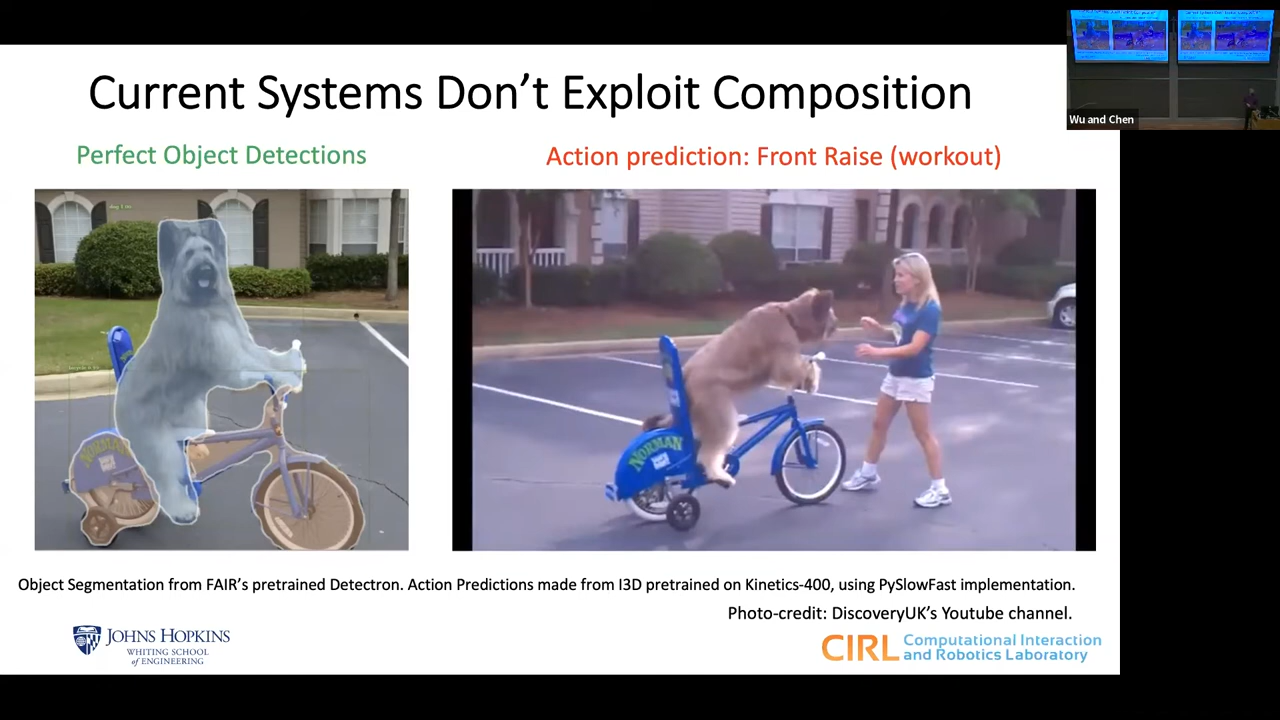 Current Systems Don't Exploit Composition
Perfect Object Detections
Action prediction: Front Raise (workout)
Wu and Chen
NORMAN
NORMAN
Object Segmentation from FAIR's pretrained Detectron. Action Predictions made from I3D pretrained on Kinetics-400, using PySlowFast implementation.
Photo-credit: DiscoveryUK's Youtube channel.
JOHNS HOPKINS
WHITING SCHOOL
of ENGINEERING
CIRL Computational Interaction
and Robotics Laboratory